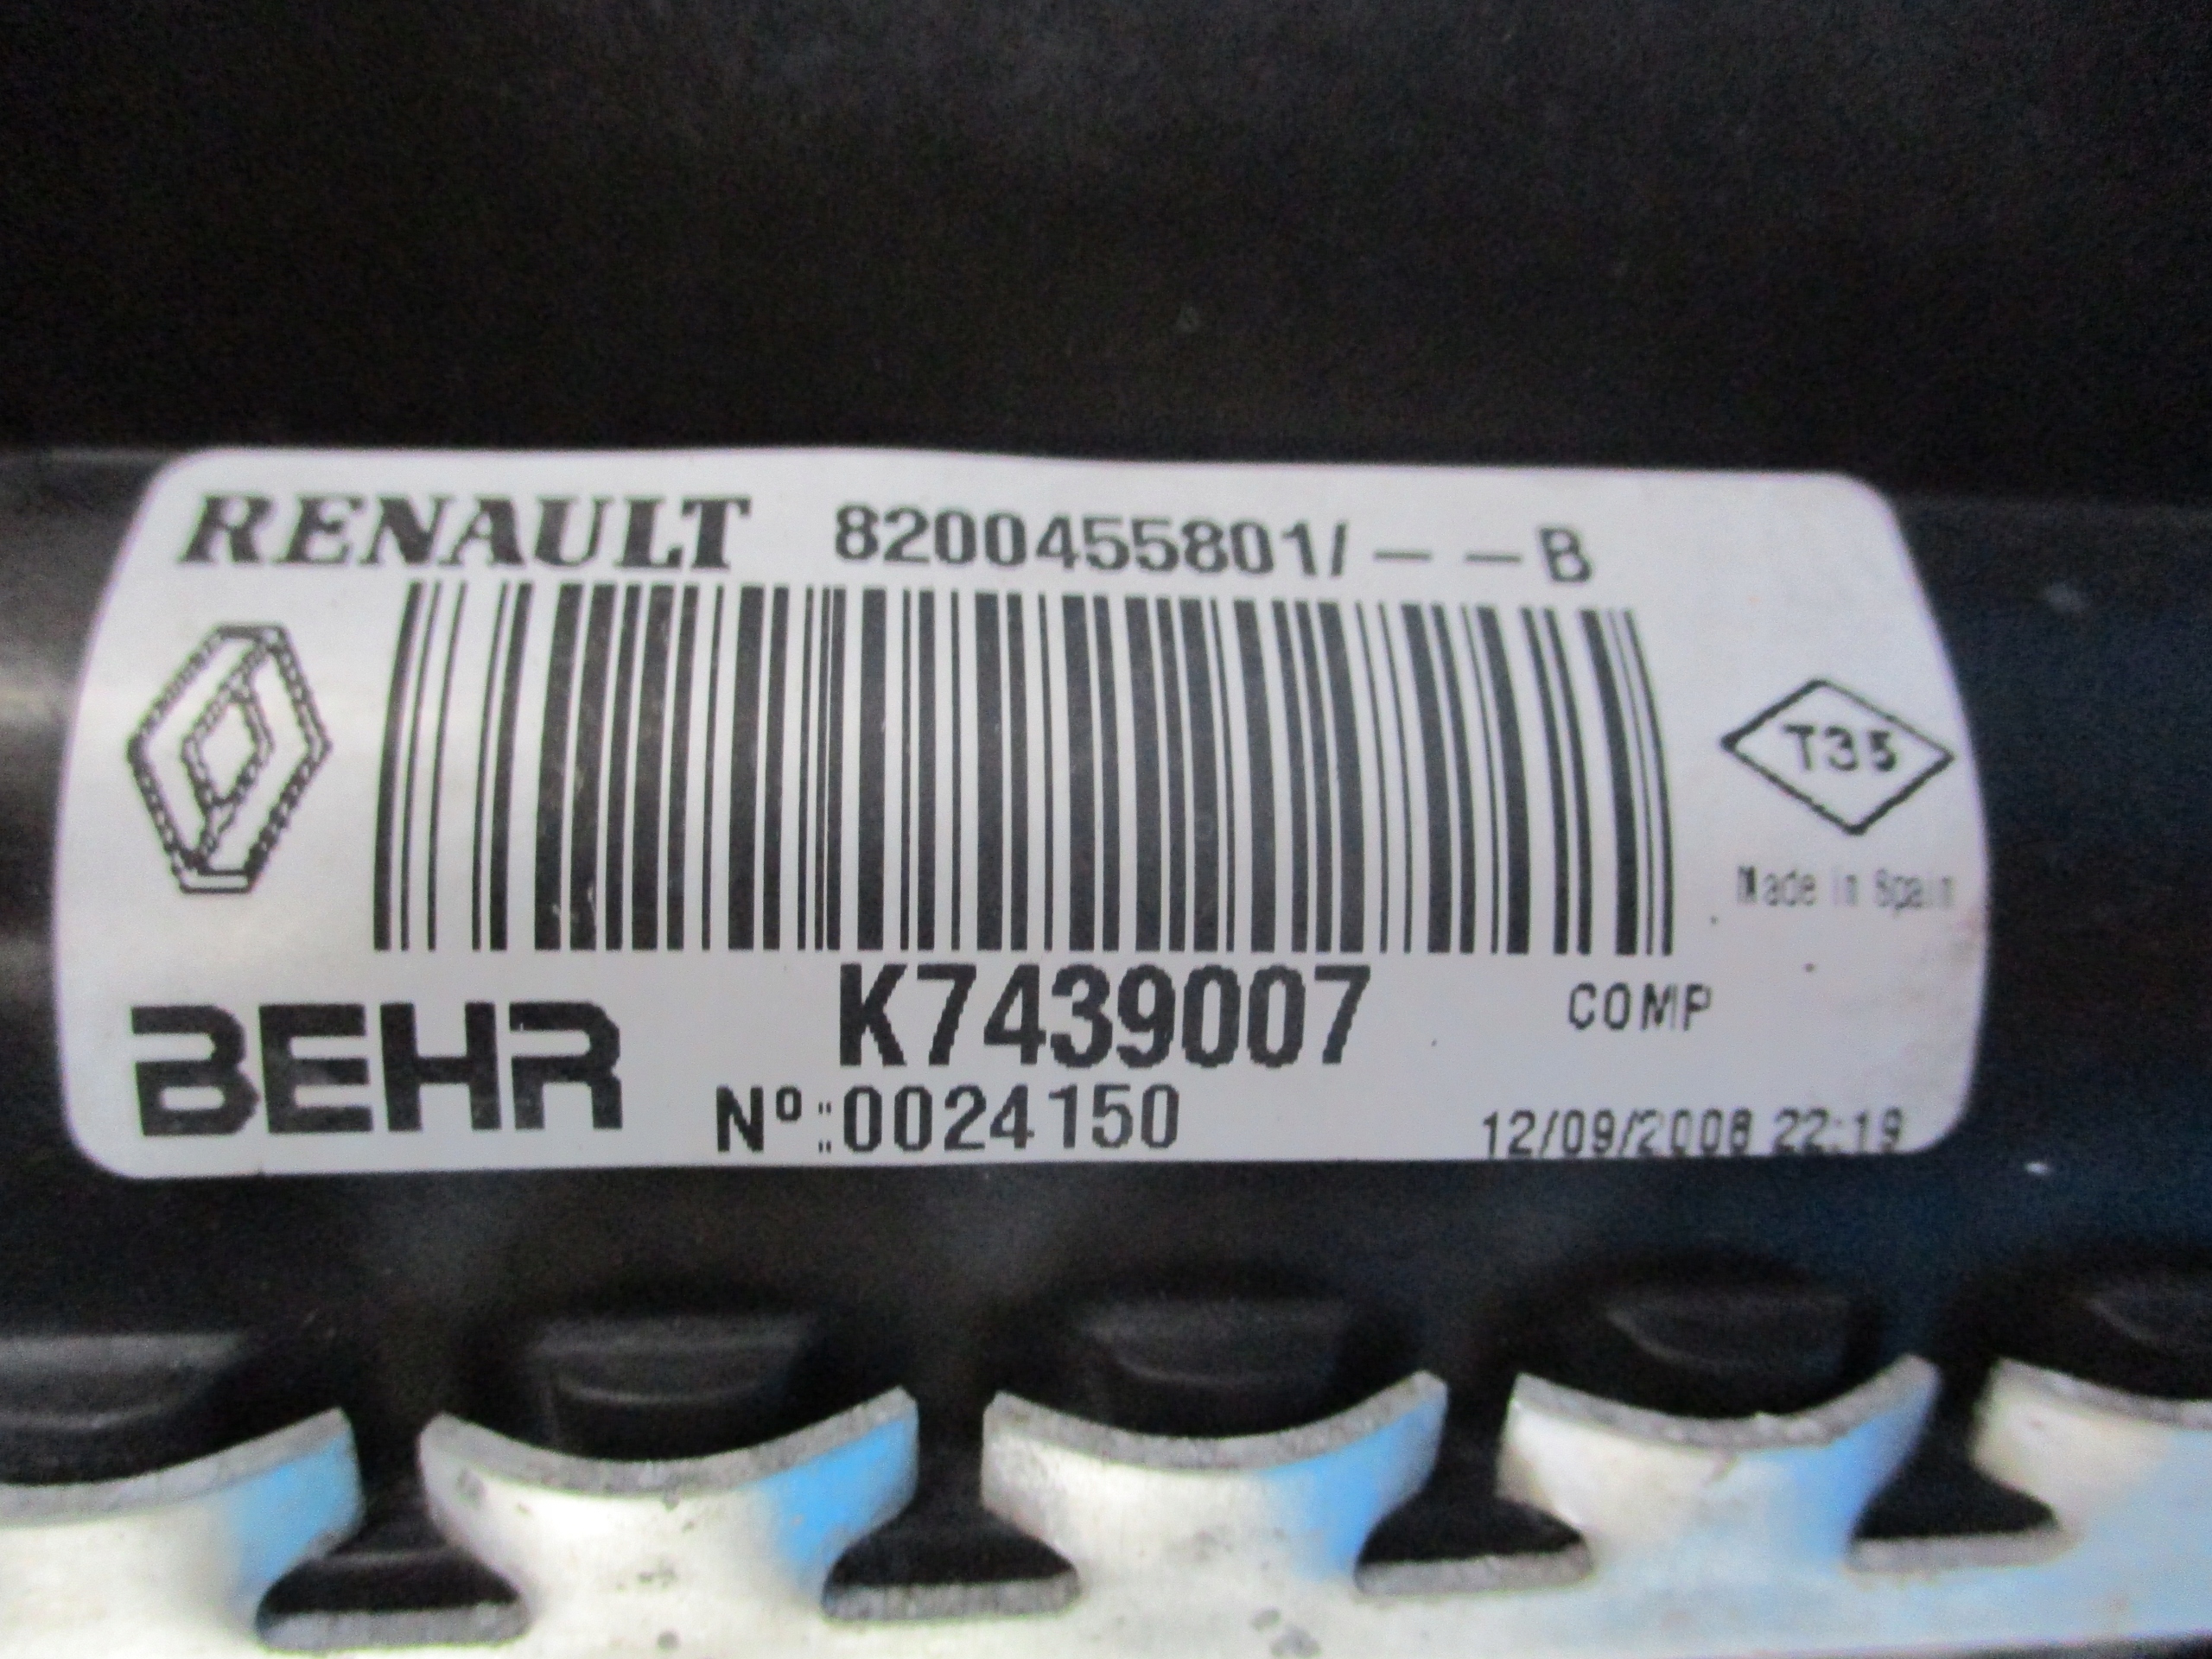 RENAULT 8200455801/ – – B
T35
Made in Spain
K7439007 COMP
BEHR
Nº.:0024150 12/09/2008 22:19